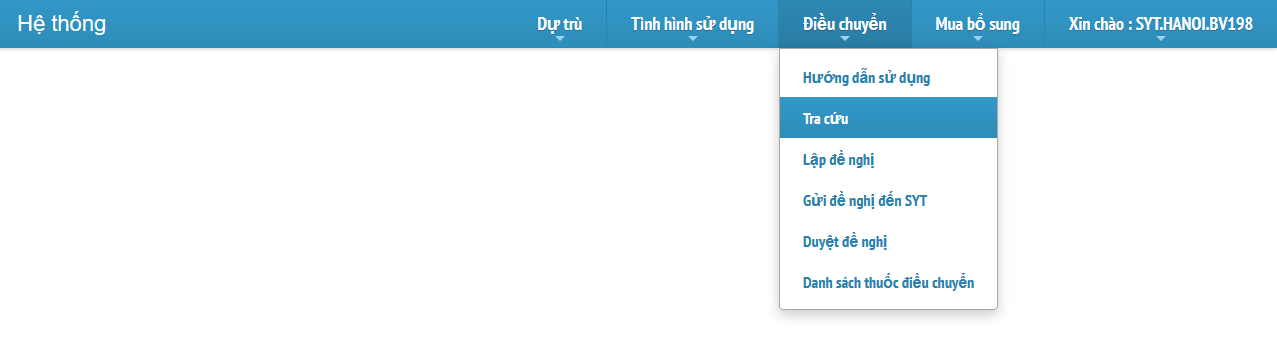 Hệ thống
Dự trù
Tình hình sử dụng
Điều chuyển
Mua bổ sung
Xin chào : SYT.HANOI.BV198
Hướng dẫn sử dụng
Tra cứu
Lập đề nghị
Gửi đề nghị đến SYT
Duyệt đề nghị
Danh sách thuốc điều chuyển